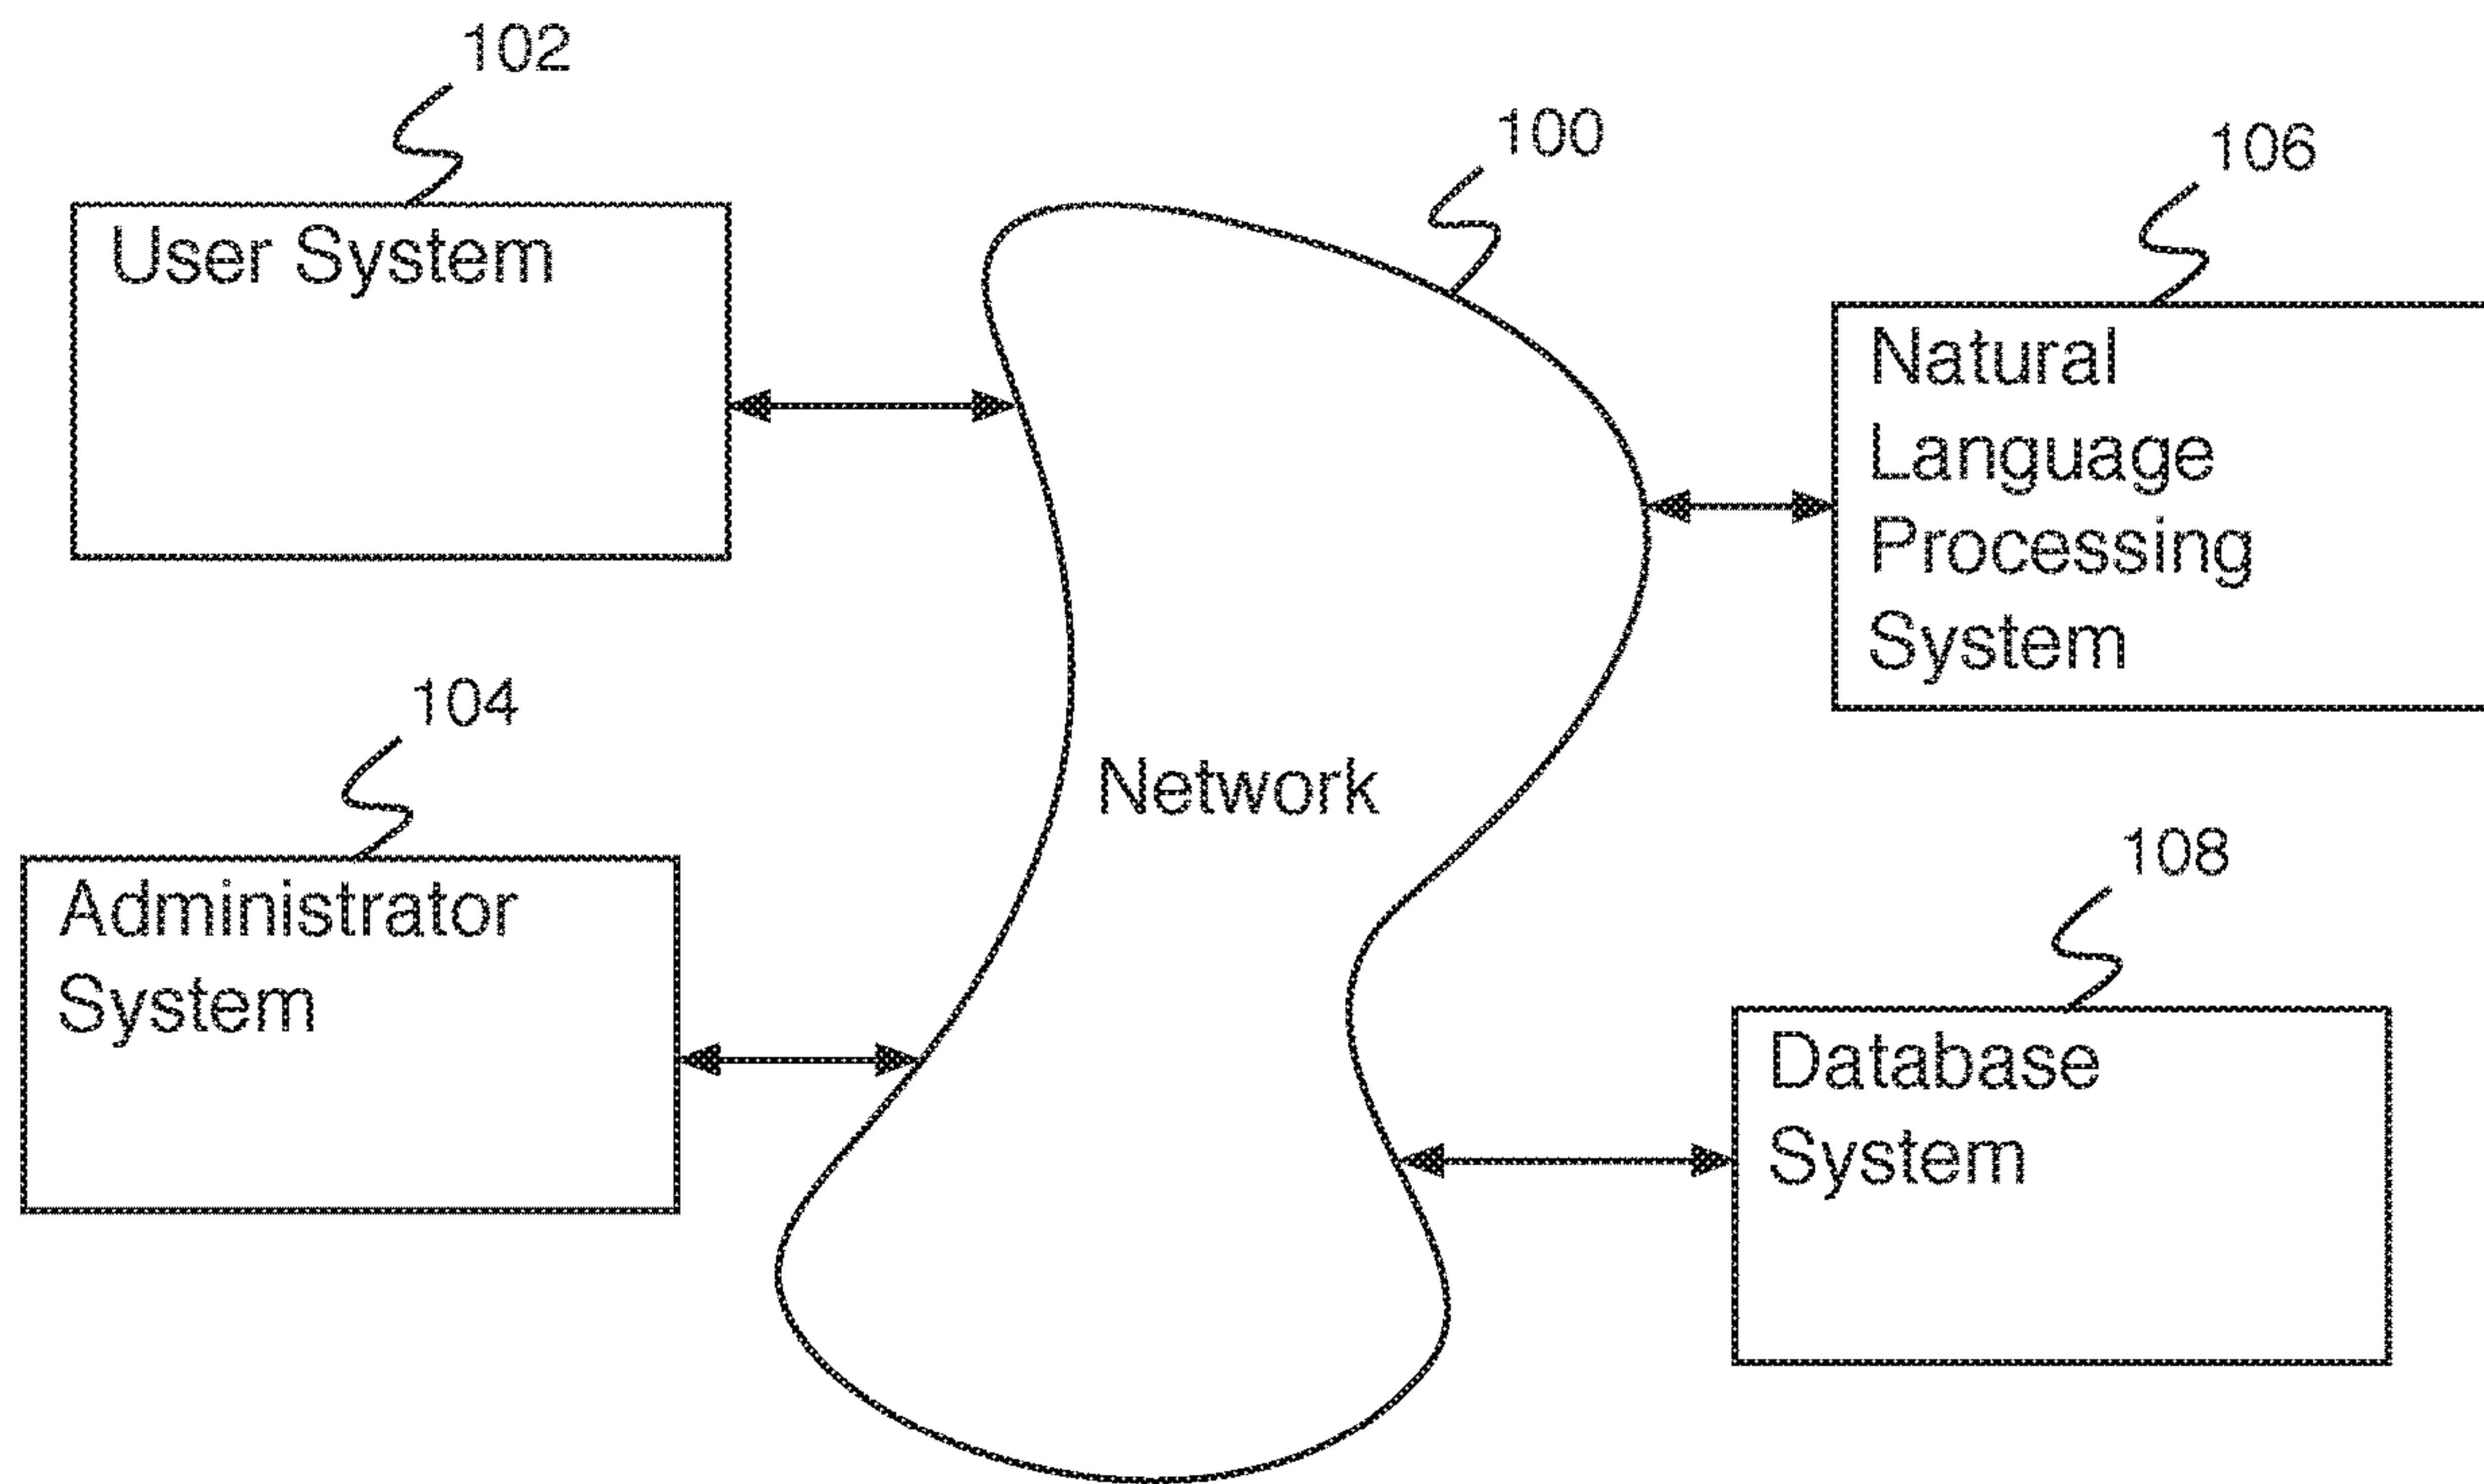 102
User System
100
106
Natural
Language
Processing
System
104
Administrator
System
Network
108
Database
System